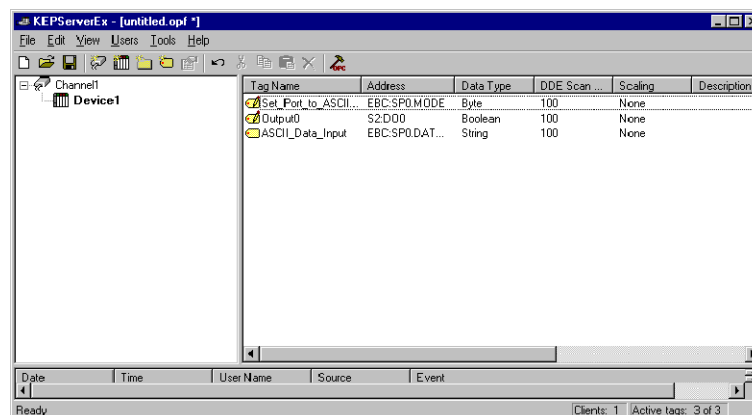 KEPServerEx - [untitled.opf *]
File Edit View Users Tools Help
Channel1
Device1
Tag Name Address Data Type DDE Scan ... Scaling Description
Set_Port_to_ASCII... EBC:SP0.MODE Byte 100 None
Output0 S2:DO0 Boolean 100 None
ASCII_Data_Input EBC:SP0.DAT... String 100 None
Date Time User Name Source Event
Ready Clients: 1 Active tags: 3 of 3